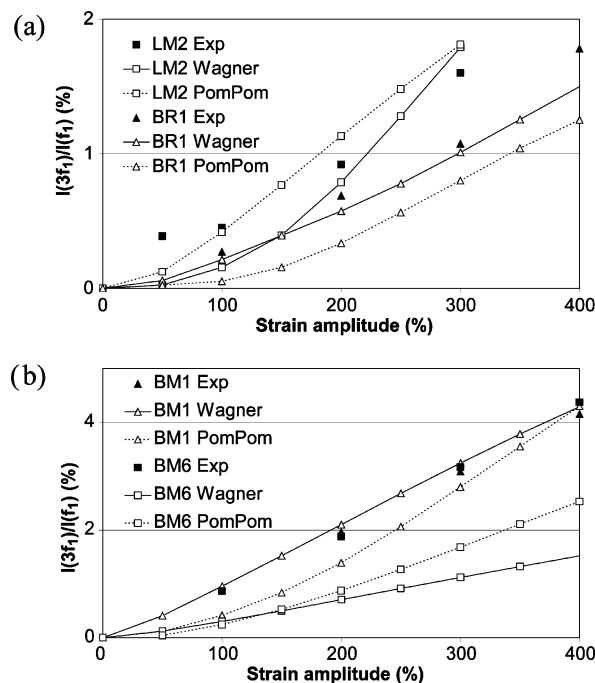 (a)
2
1
0
I(3f₁)/I(f₁) (%)
LM2 Exp
LM2 Wagner
LM2 PomPom
BR1 Exp
BR1 Wagner
BR1 PomPom
0 100 200 300 400
Strain amplitude (%)
(b)
4
2
0
I(3f₁)/I(f₁) (%)
BM1 Exp
BM1 Wagner
BM1 PomPom
BM6 Exp
BM6 Wagner
BM6 PomPom
0 100 200 300 400
Strain amplitude (%)